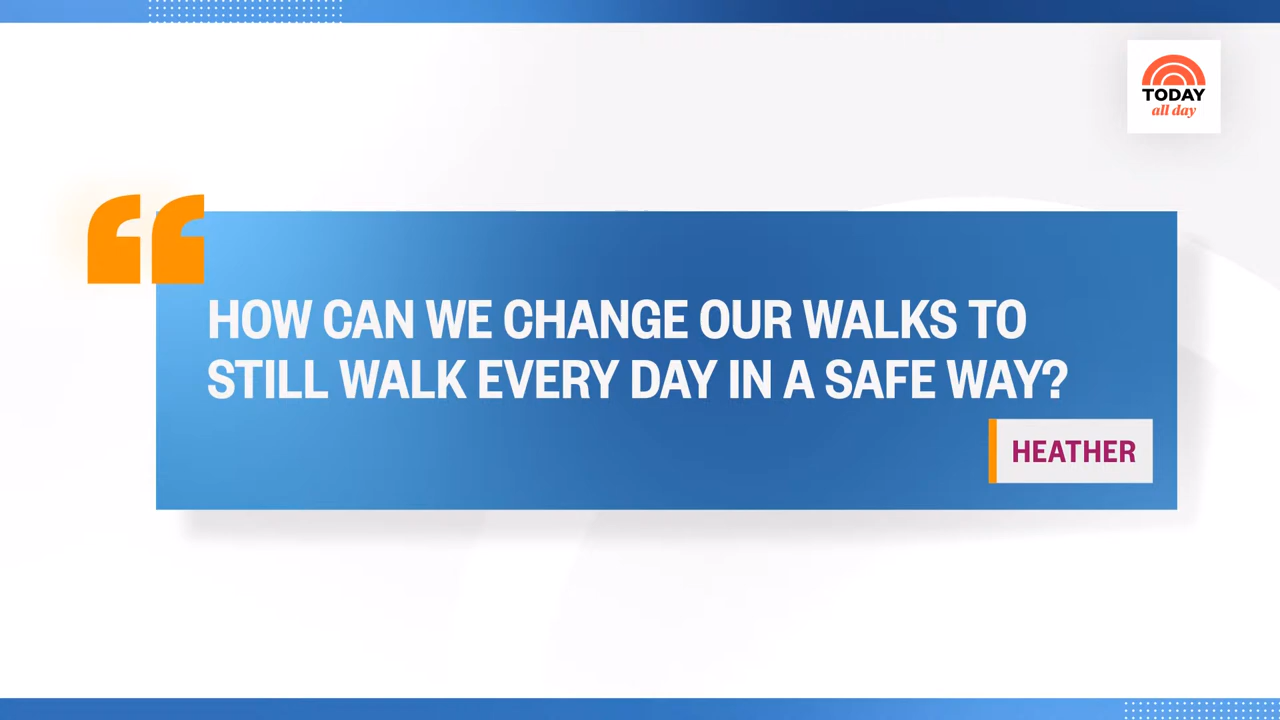 TODAY
all day
“
HOW CAN WE CHANGE OUR WALKS TO
STILL WALK EVERY DAY IN A SAFE WAY?
HEATHER